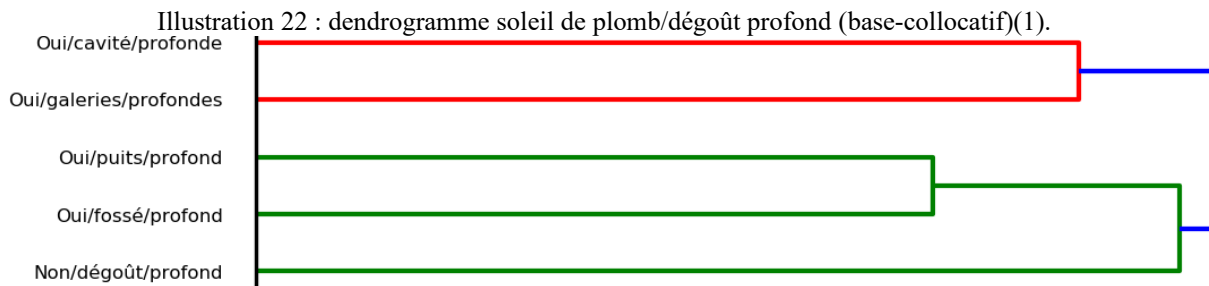 Illustration 22 : dendrogramme soleil de plomb/dégoût profond (base-collocatif)(1).
Oui/cavité/profonde
Oui/galeries/profondes
Oui/puits/profond
Oui/fossé/profond
Non/dégoût/profond